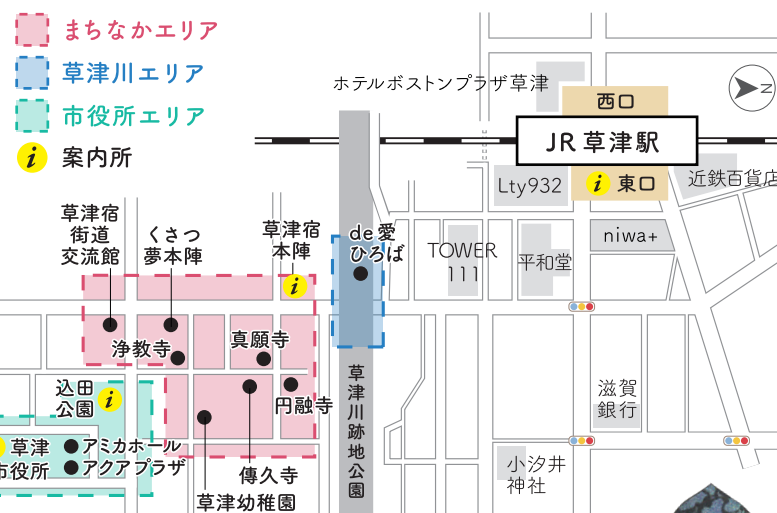 まちなかエリア
草津川エリア
市役所エリア
i 案内所
ホテルボストンプラザ草津
西口
JR 草津駅
i 東口
N
Lty932
近鉄百貨店
草津宿
街道
交流館
くさつ
夢本陣
草津宿
本陣
i
de愛
ひろば
TOWER
111
平和堂
niwa+
浄教寺
真願寺
円融寺
込田
公園
i
草津
市役所
アミカホール
アクアプラザ
傳久寺
草津幼稚園
草津川跡地公園
滋賀
銀行
小汐井
神社